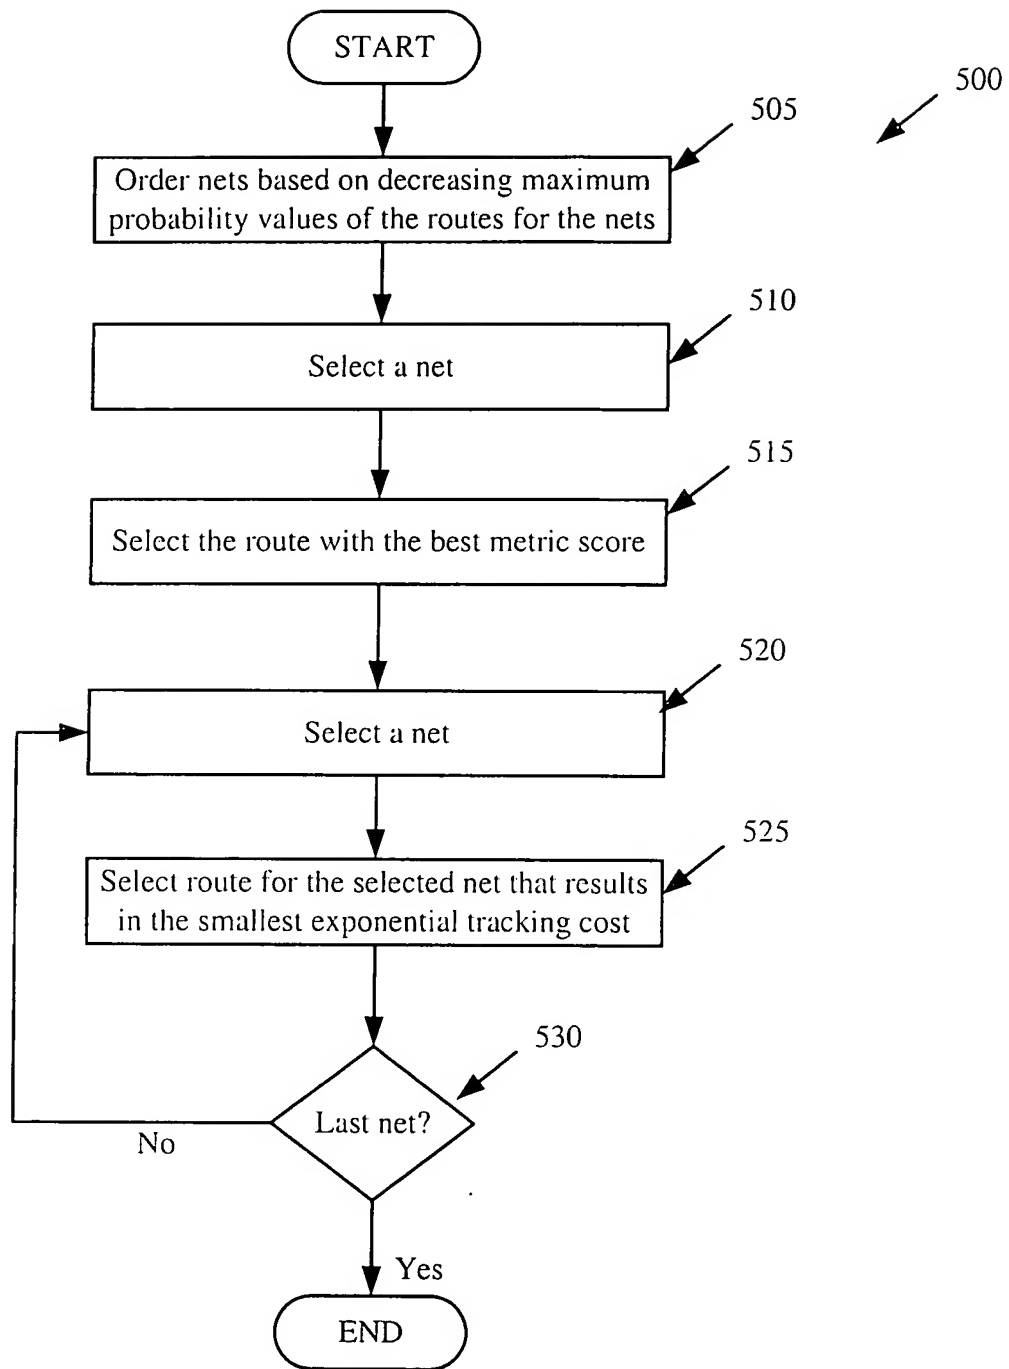 START
500
505
Order nets based on decreasing maximum
probability values of the routes for the nets
510
Select a net
515
Select the route with the best metric score
520
Select a net
525
Select route for the selected net that results
in the smallest exponential tracking cost
530
Last net?
No
Yes
END